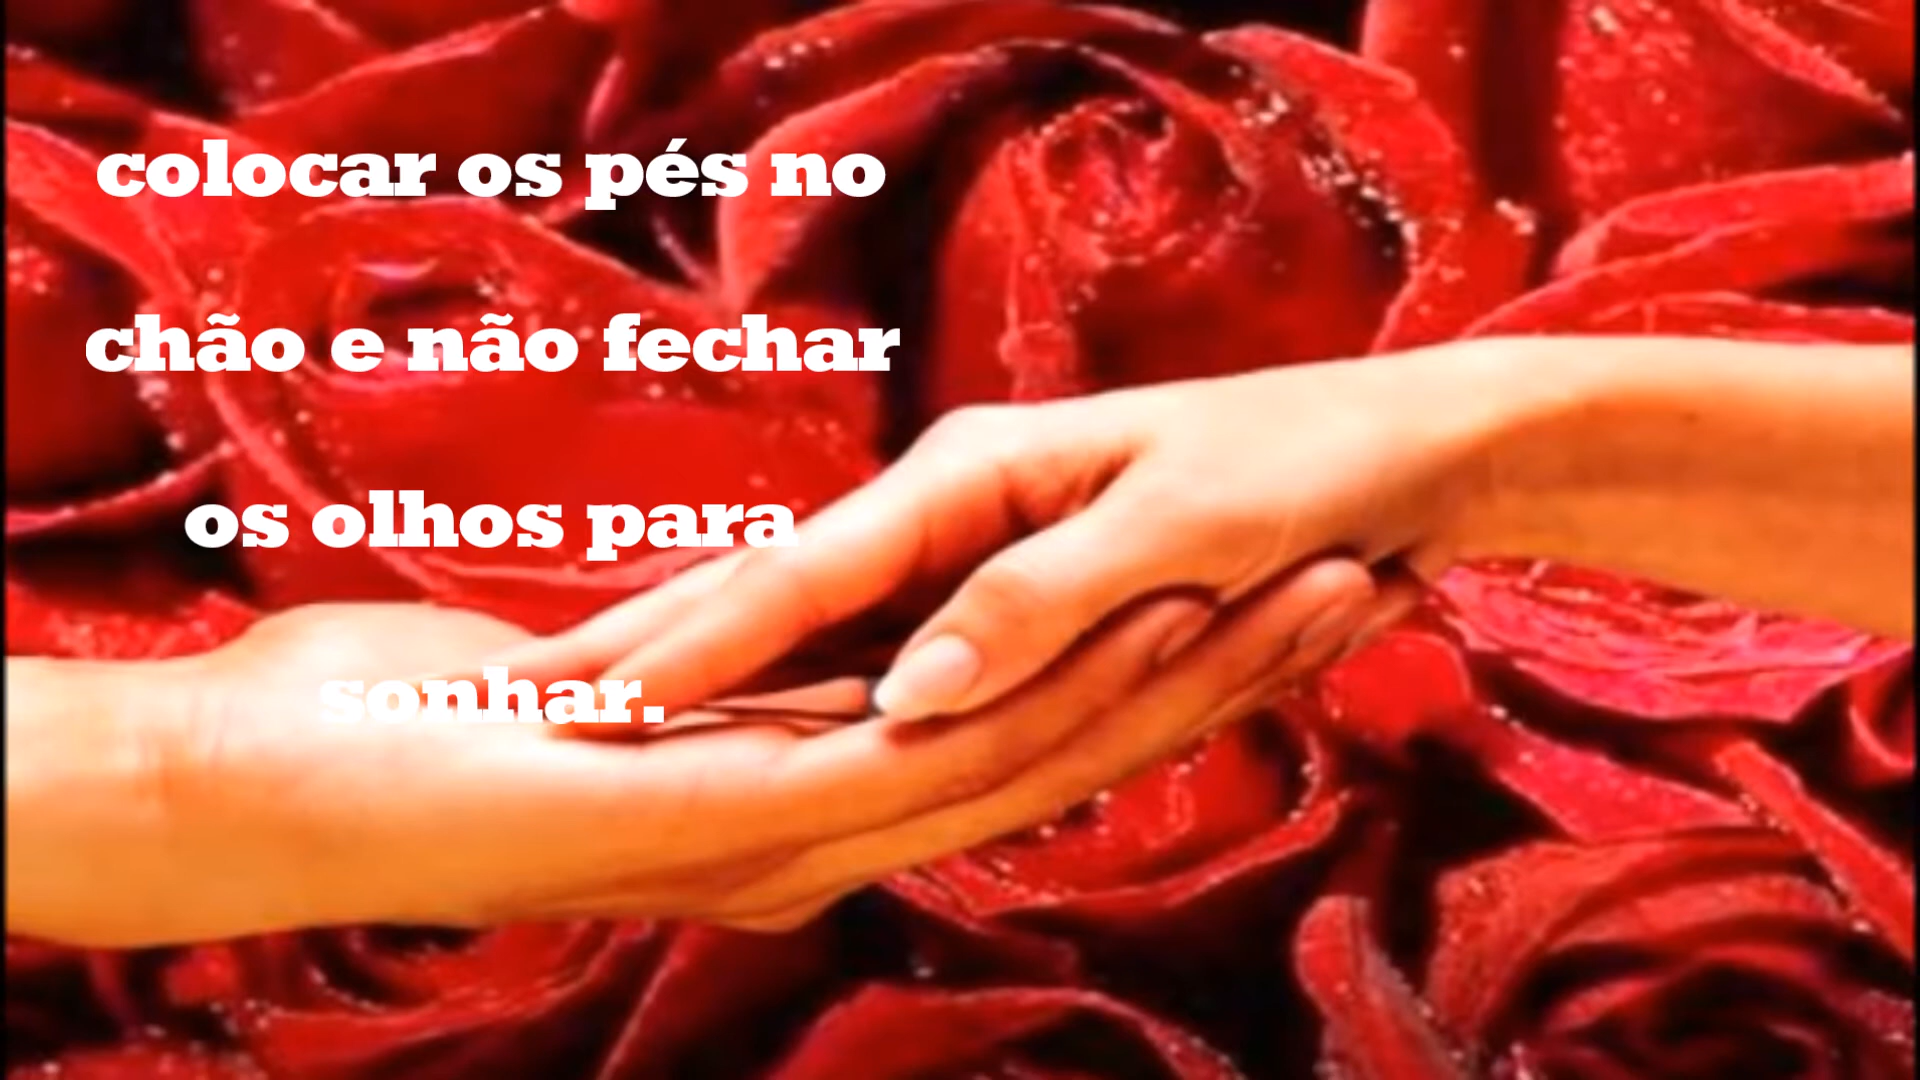 colocar os pés no
chão e não fechar
os olhos para
sonhar.